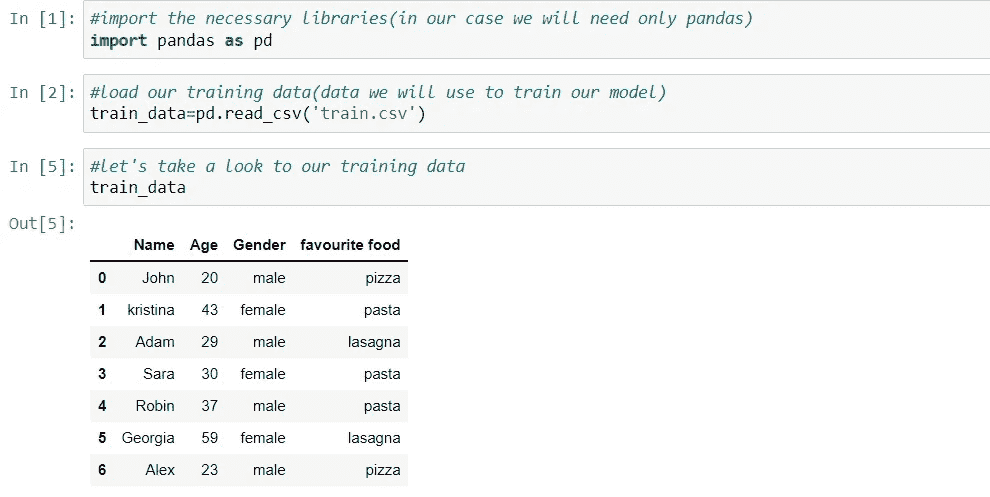 In [1]: #import the necessary libraries(in our case we will need only pandas)
import pandas as pd
In [2]: #load our training data(data we will use to train our model)
train_data=pd.read_csv('train.csv')
In [5]: #let's take a look to our training data
train_data
Out[5]:
Name Age Gender favourite food
0 John 20 male pizza
1 kristina 43 female pasta
2 Adam 29 male lasagna
3 Sara 30 female pasta
4 Robin 37 male pasta
5 Georgia 59 female lasagna
6 Alex 23 male pizza